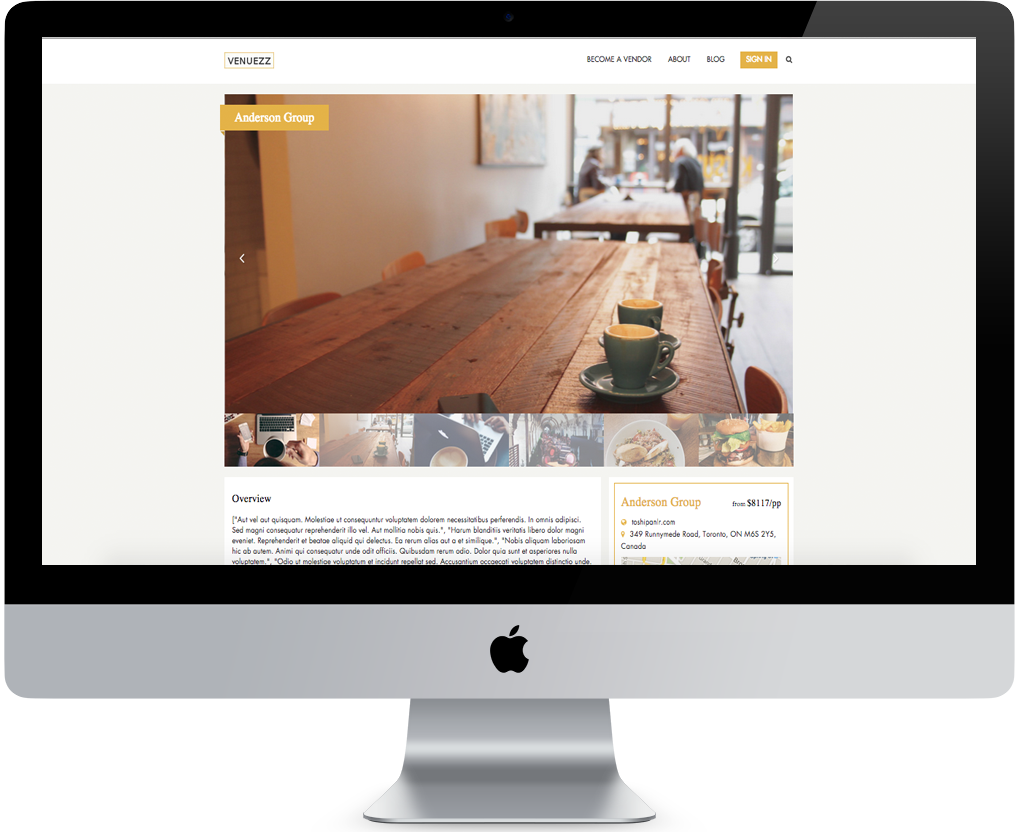 VENUEZZ
BECOME A VENDOR
ABOUT
BLOG
SIGN IN
Anderson Group
Overview
["Aut vel aut quisquam. Molestiae ut consequuntur voluptatem dolorem necessitatibus perferendis. In omnis adipisci.
Sed magni consequatur reprehenderit illo vel. Aut mollitia nobis quis.", "Harum blanditiis veritatis libero dolor magni
eveniet. Reprehenderit et beatae aliquid qui delectus. Ea rerum alias aut a et similique.", "Nobis aliquam laboriosam
hic ab autem. Animi qui consequatur unde odit officiis. Quibusdam rerum odio. Dolor quia sunt et asperiores nulla
voluptatem.", "Odio ut molestiae voluptatum et incidunt repellat sed. Accusantium occaecati voluptatem distinctio unde.
Anderson Group
from $8117/pp
toshipanir.com
349 Runnymede Road, Toronto, ON M6S 2Y5,
Canada